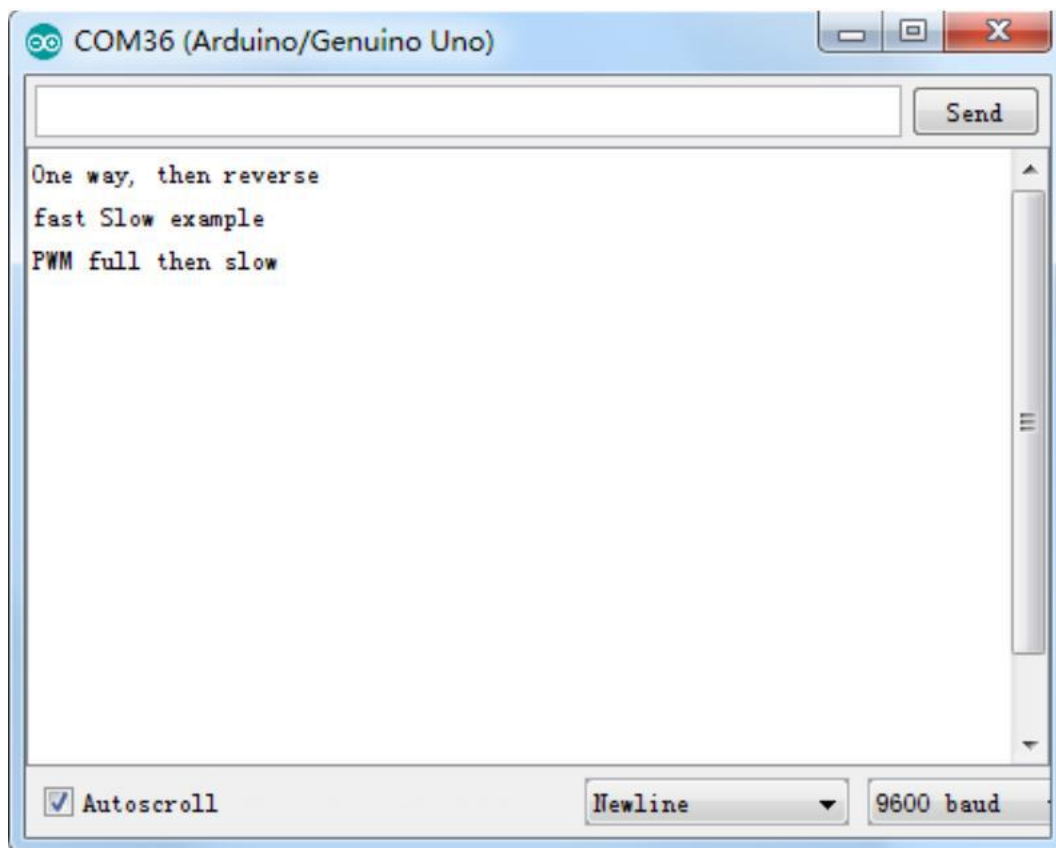 COM36 (Arduino/Genuino Uno)
Send
One way, then reverse
fast Slow example
PWM full then slow
Autoscroll
Newline
9600 baud